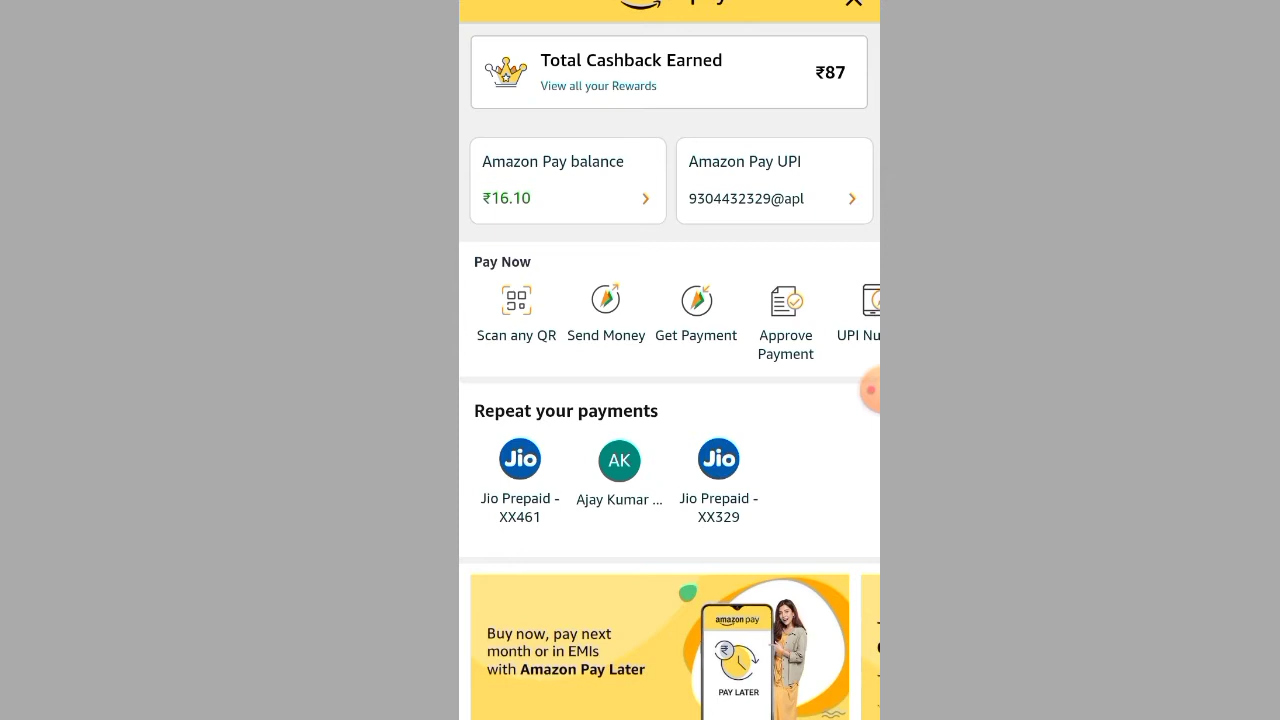 Total Cashback Earned
₹87
View all your Rewards
Amazon Pay balance
₹16.10
Amazon Pay UPI
9304432329@apl
Pay Now
Scan any QR
Send Money
Get Payment
Approve
Payment
UPI Nu
Repeat your payments
Jio
AK
Jio
Jio Prepaid -
XX461
Ajay Kumar ...
Jio Prepaid -
XX329
Buy now, pay next
month or in EMIs
with Amazon Pay Later
amazon pay
₹
PAY LATER